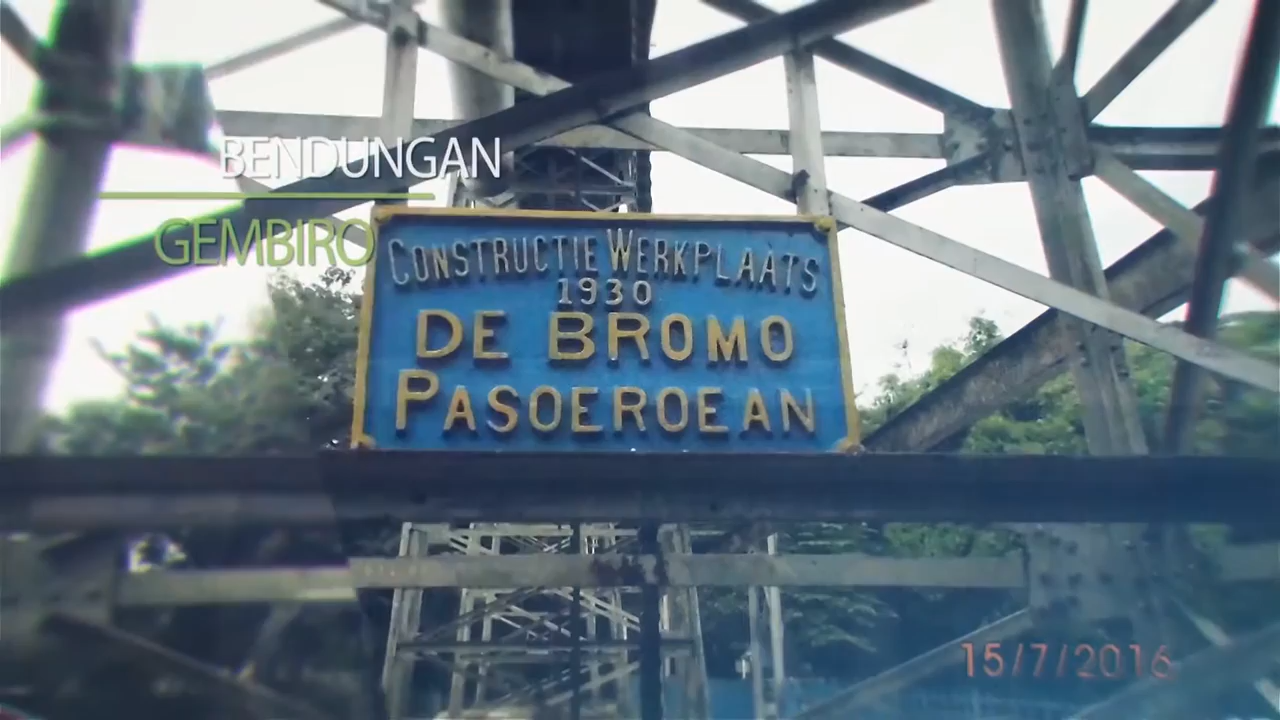 BENDUNGAN
GEMBIRO
CONSTRUCTIE WERKPLAATS
1930
DE BROMO
PASOEROEAN
15/7/2016